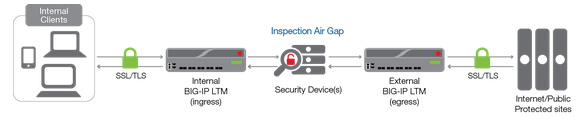 Internal
Clients
Inspection Air Gap
SSL/TLS
Internal
BIG-IP LTM
(ingress)
Security Device(s)
External
BIG-IP LTM
(egress)
SSL/TLS
Internet/Public
Protected sites